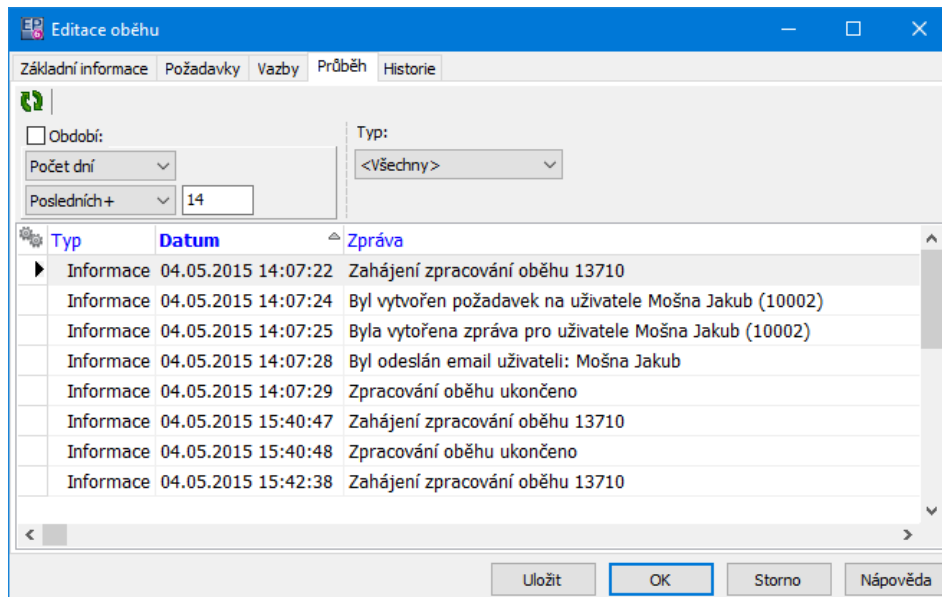 Editace oběhu
Základní informace Požadavky Vazby Průběh Historie
Období: Typ:
Počet dní <Všechny>
Posledních+ 14
Typ Datum Zpráva
Informace 04.05.2015 14:07:22 Zahájení zpracování oběhu 13710
Informace 04.05.2015 14:07:24 Byl vytvořen požadavek na uživatele Mošna Jakub (10002)
Informace 04.05.2015 14:07:25 Byla vytořena zpráva pro uživatele Mošna Jakub (10002)
Informace 04.05.2015 14:07:28 Byl odeslán email uživateli: Mošna Jakub
Informace 04.05.2015 14:07:29 Zpracování oběhu ukončeno
Informace 04.05.2015 15:40:47 Zahájení zpracování oběhu 13710
Informace 04.05.2015 15:40:48 Zpracování oběhu ukončeno
Informace 04.05.2015 15:42:38 Zahájení zpracování oběhu 13710
Uložit OK Storno Nápověda